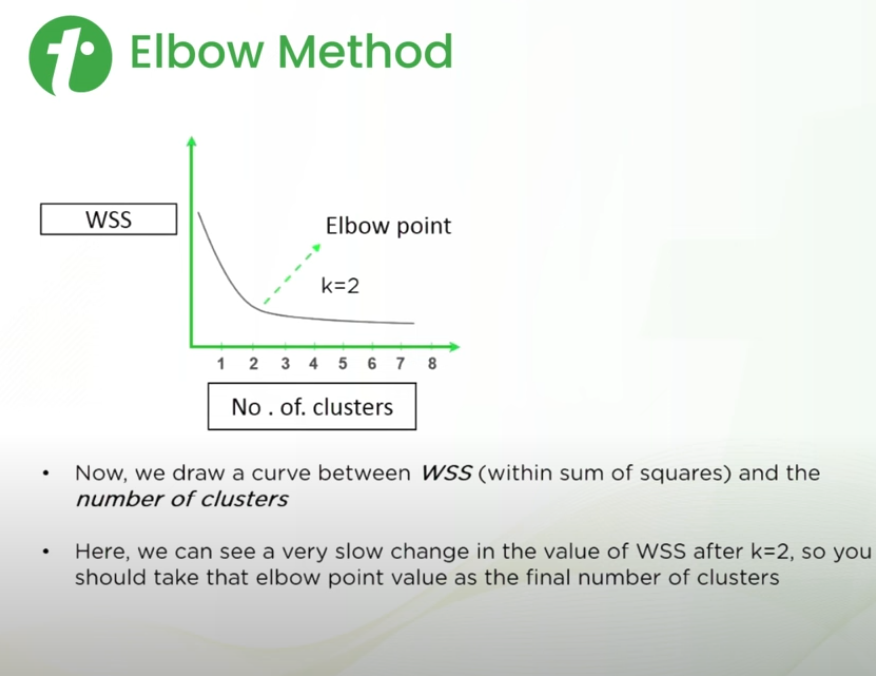 Elbow Method
WSS
Elbow point
k=2
1 2 3 4 5 6 7 8
No . of. clusters
• Now, we draw a curve between WSS (within sum of squares) and the
number of clusters
• Here, we can see a very slow change in the value of WSS after k=2, so you
should take that elbow point value as the final number of clusters